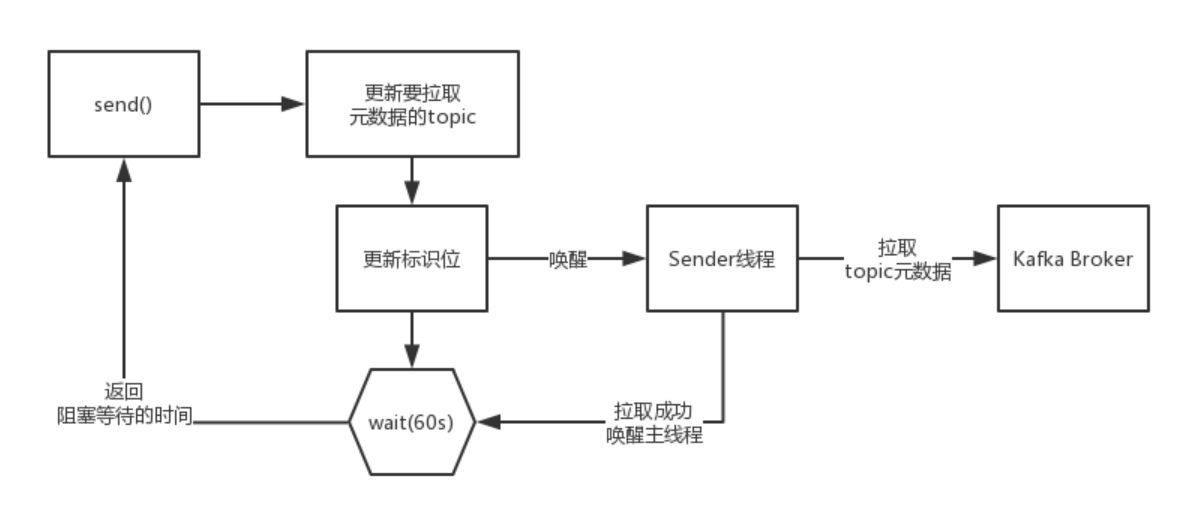 send()
更新要拉取
元数据的topic
更新标识位
唤醒
Sender线程
拉取
topic元数据
Kafka Broker
返回
阻塞等待的时间
wait(60s)
拉取成功
唤醒主线程